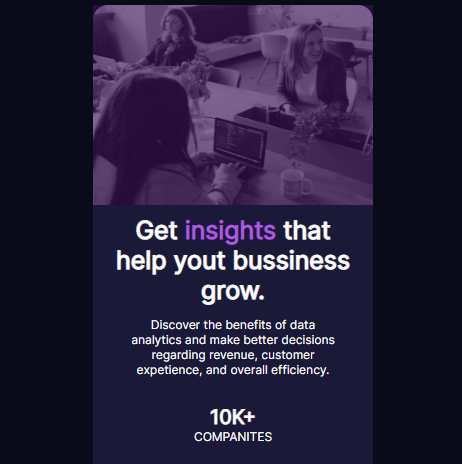 Get insights that
help yout bussiness
grow.
Discover the benefits of data
analytics and make better decisions
regarding revenue, customer
expetience, and overall efficiency.
10K+
COMPANITES